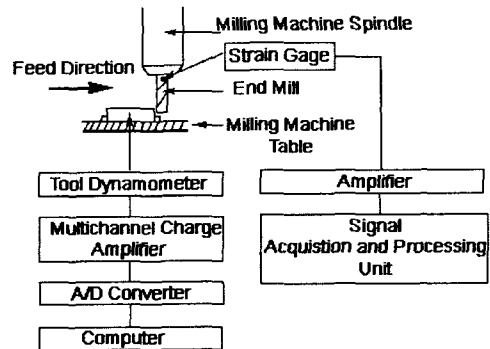 Milling Machine Spindle
Strain Gage
Feed Direction
End Mill
Milling Machine
Table
Tool Dynamometer
Amplifier
Multichannel Charge
Amplifier
Signal
Acquistion and Processing
Unit
A/D Converter
Computer